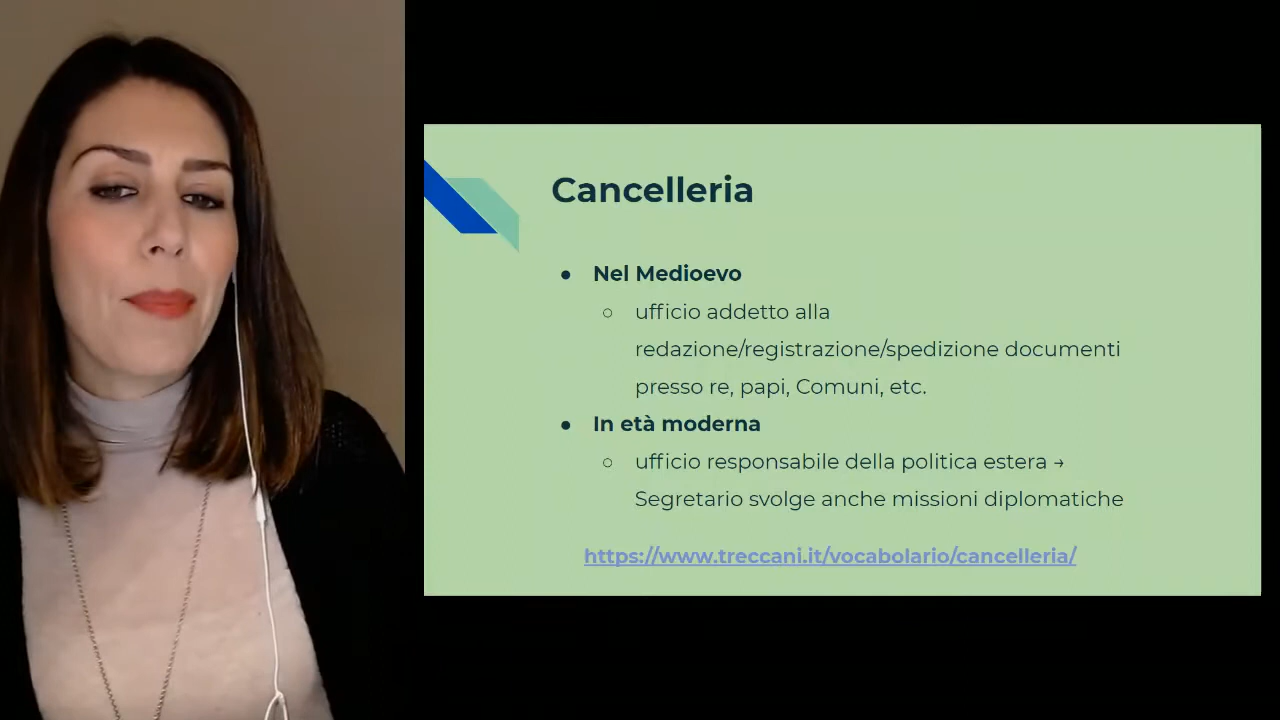 Cancelleria
● Nel Medioevo
○ ufficio addetto alla
redazione/registrazione/spedizione documenti
presso re, papi, Comuni, etc.
● In età moderna
○ ufficio responsabile della politica estera →
Segretario svolge anche missioni diplomatiche
https://www.treccani.it/vocabolario/cancelleria/